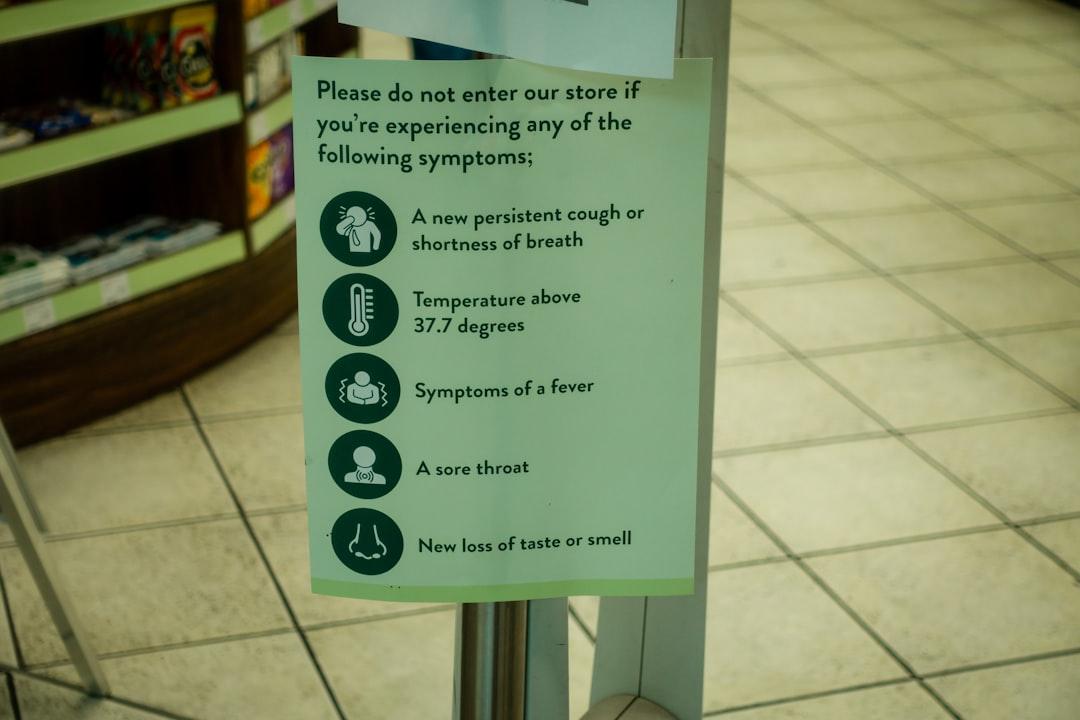 Please do not enter our store if
you're experiencing any of the
following symptoms;
A new persistent cough or
shortness of breath
Temperature above
37.7 degrees
Symptoms of a fever
A sore throat
New loss of taste or smell